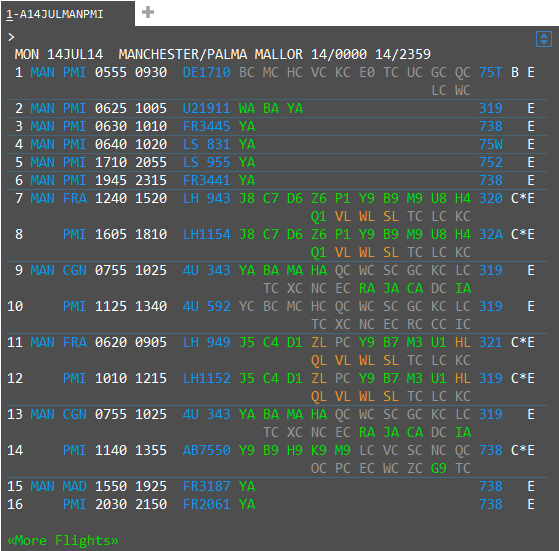 1-A14JULMANPMI
>
MON 14JUL14 MANCHESTER/PALMA MALLOR 14/0000 14/2359
1 MAN PMI 0555 0930 DE1710 BC MC HC VC KC E0 TC UC GC QC 75T B E
LC WC
2 MAN PMI 0625 1005 U21911 WA BA YA 319 E
3 MAN PMI 0630 1010 FR3445 YA 738 E
4 MAN PMI 0640 1020 LS 831 YA 75W E
5 MAN PMI 1710 2055 LS 955 YA 752 E
6 MAN PMI 1945 2315 FR3441 YA 738 E
7 MAN FRA 1240 1520 LH 943 J8 C7 D6 Z6 P1 Y9 B9 M9 U8 H4 320 C*E
Q1 VL WL SL TC LC KC
8 PMI 1605 1810 LH1154 J8 C7 D6 Z6 P1 Y9 B9 M9 U8 H4 32A C*E
Q1 VL WL SL TC LC KC
9 MAN CGN 0755 1025 4U 343 YA BA MA HA QC WC SC GC KC LC 319 E
TC XC NC EC RA JA CA DC IA
10 PMI 1125 1340 4U 592 YC BC MC HC QC WC SC GC KC LC 319 E
TC XC NC EC RC CC IC
11 MAN FRA 0620 0905 LH 949 J5 C4 D1 ZL PC Y9 B7 M3 U1 HL 321 C*E
QL VL WL SL TC LC KC
12 PMI 1010 1215 LH1152 J5 C4 D1 ZL PC Y9 B7 M3 U1 HL 319 C*E
QL VL WL SL TC LC KC
13 MAN CGN 0755 1025 4U 343 YA BA MA HA QC WC SC GC KC LC 319 E
TC XC NC EC RA JA CA DC IA
14 PMI 1140 1355 AB7550 Y9 B9 H9 K9 M9 LC VC SC NC QC 738 C*E
OC PC EC WC ZC G9 TC
15 MAN MAD 1550 1925 FR3187 YA 738 E
16 PMI 2030 2150 FR2061 YA 738 E
«More Flights»